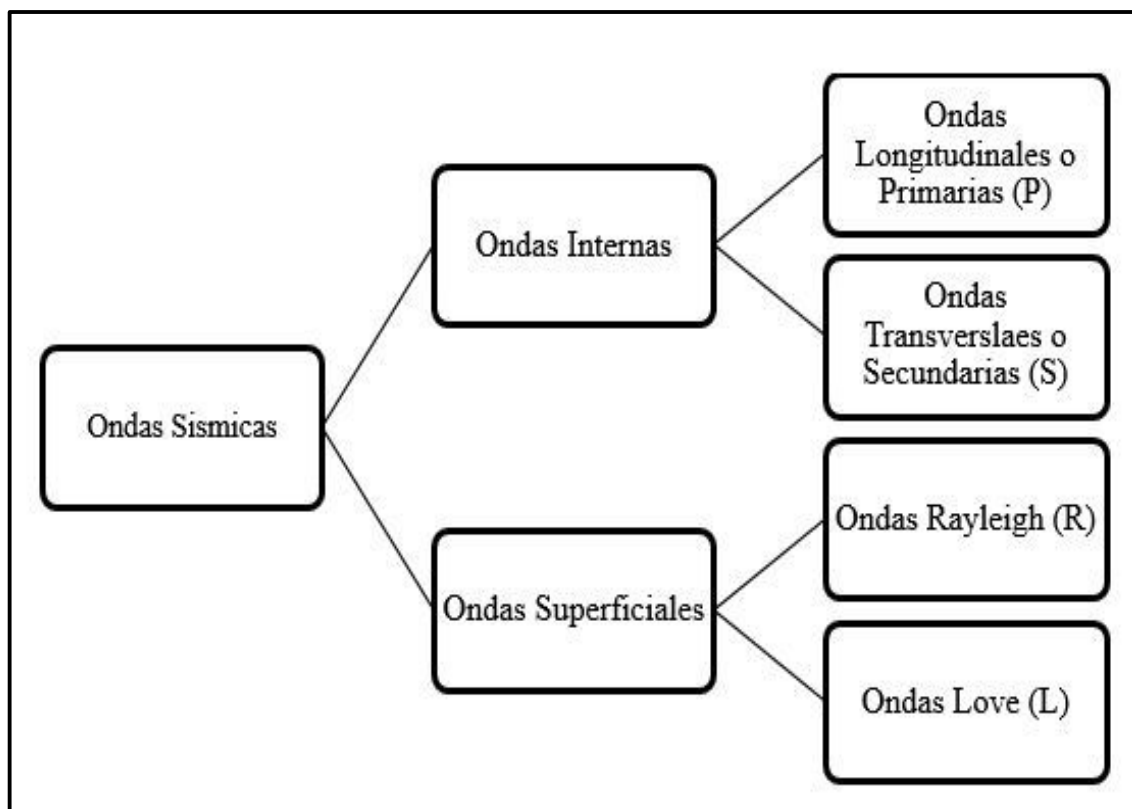 Ondas Sismicas
Ondas Internas
Ondas
Longitudinales o
Primarias (P)
Ondas
Transverslaes o
Secundarias (S)
Ondas Superficiales
Ondas Rayleigh (R)
Ondas Love (L)